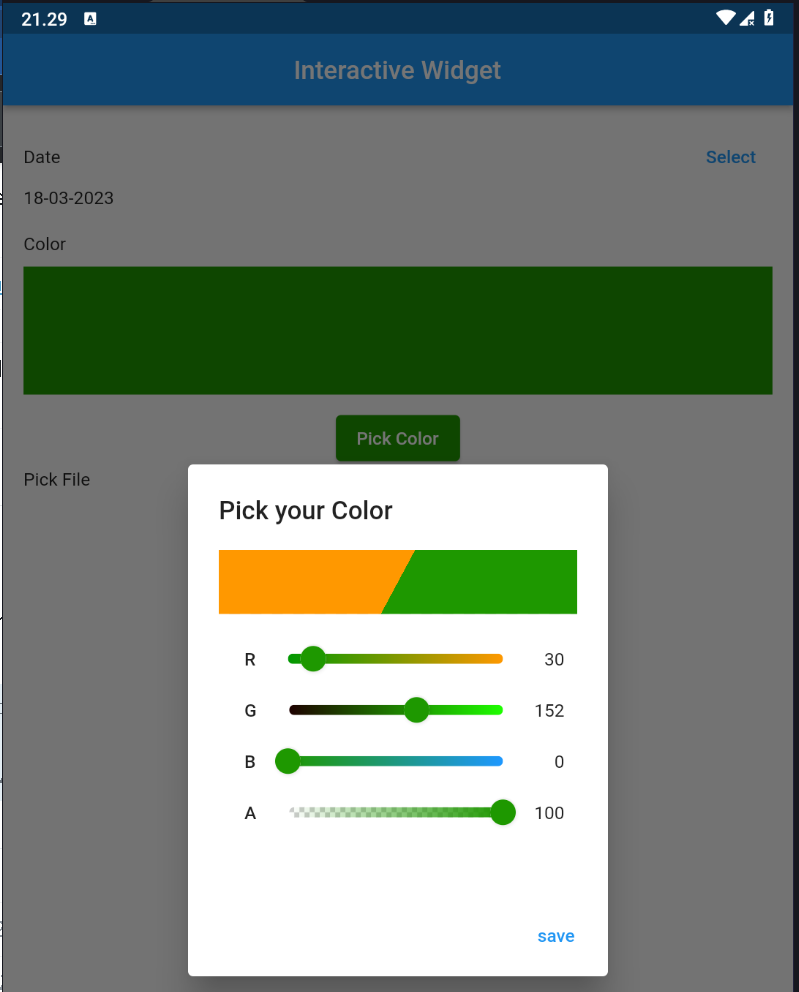 21.29 A
Interactive Widget
Date Select
18-03-2023
Color
Pick Color
Pick File
Pick your Color
R 30
G 152
B 0
A 100
save